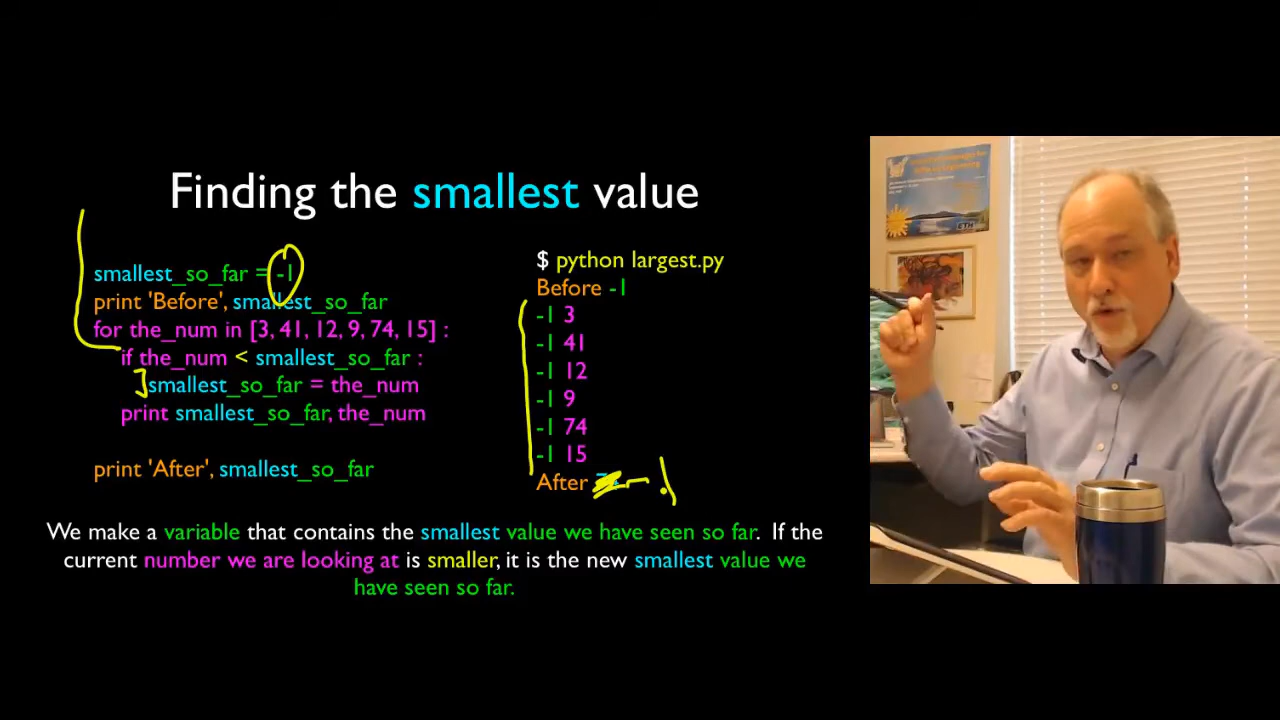 Finding the smallest value
smallest_so_far = -1
print 'Before', smallest_so_far
for the_num in [3, 41, 12, 9, 74, 15] :
if the_num < smallest_so_far :
smallest_so_far = the_num
print smallest_so_far, the_num
print 'After', smallest_so_far
$ python largest.py
Before -1
-1 3
-1 41
-1 12
-1 9
-1 74
-1 15
After - 1
We make a variable that contains the smallest value we have seen so far. If the
current number we are looking at is smaller, it is the new smallest value we
have seen so far.
ETH